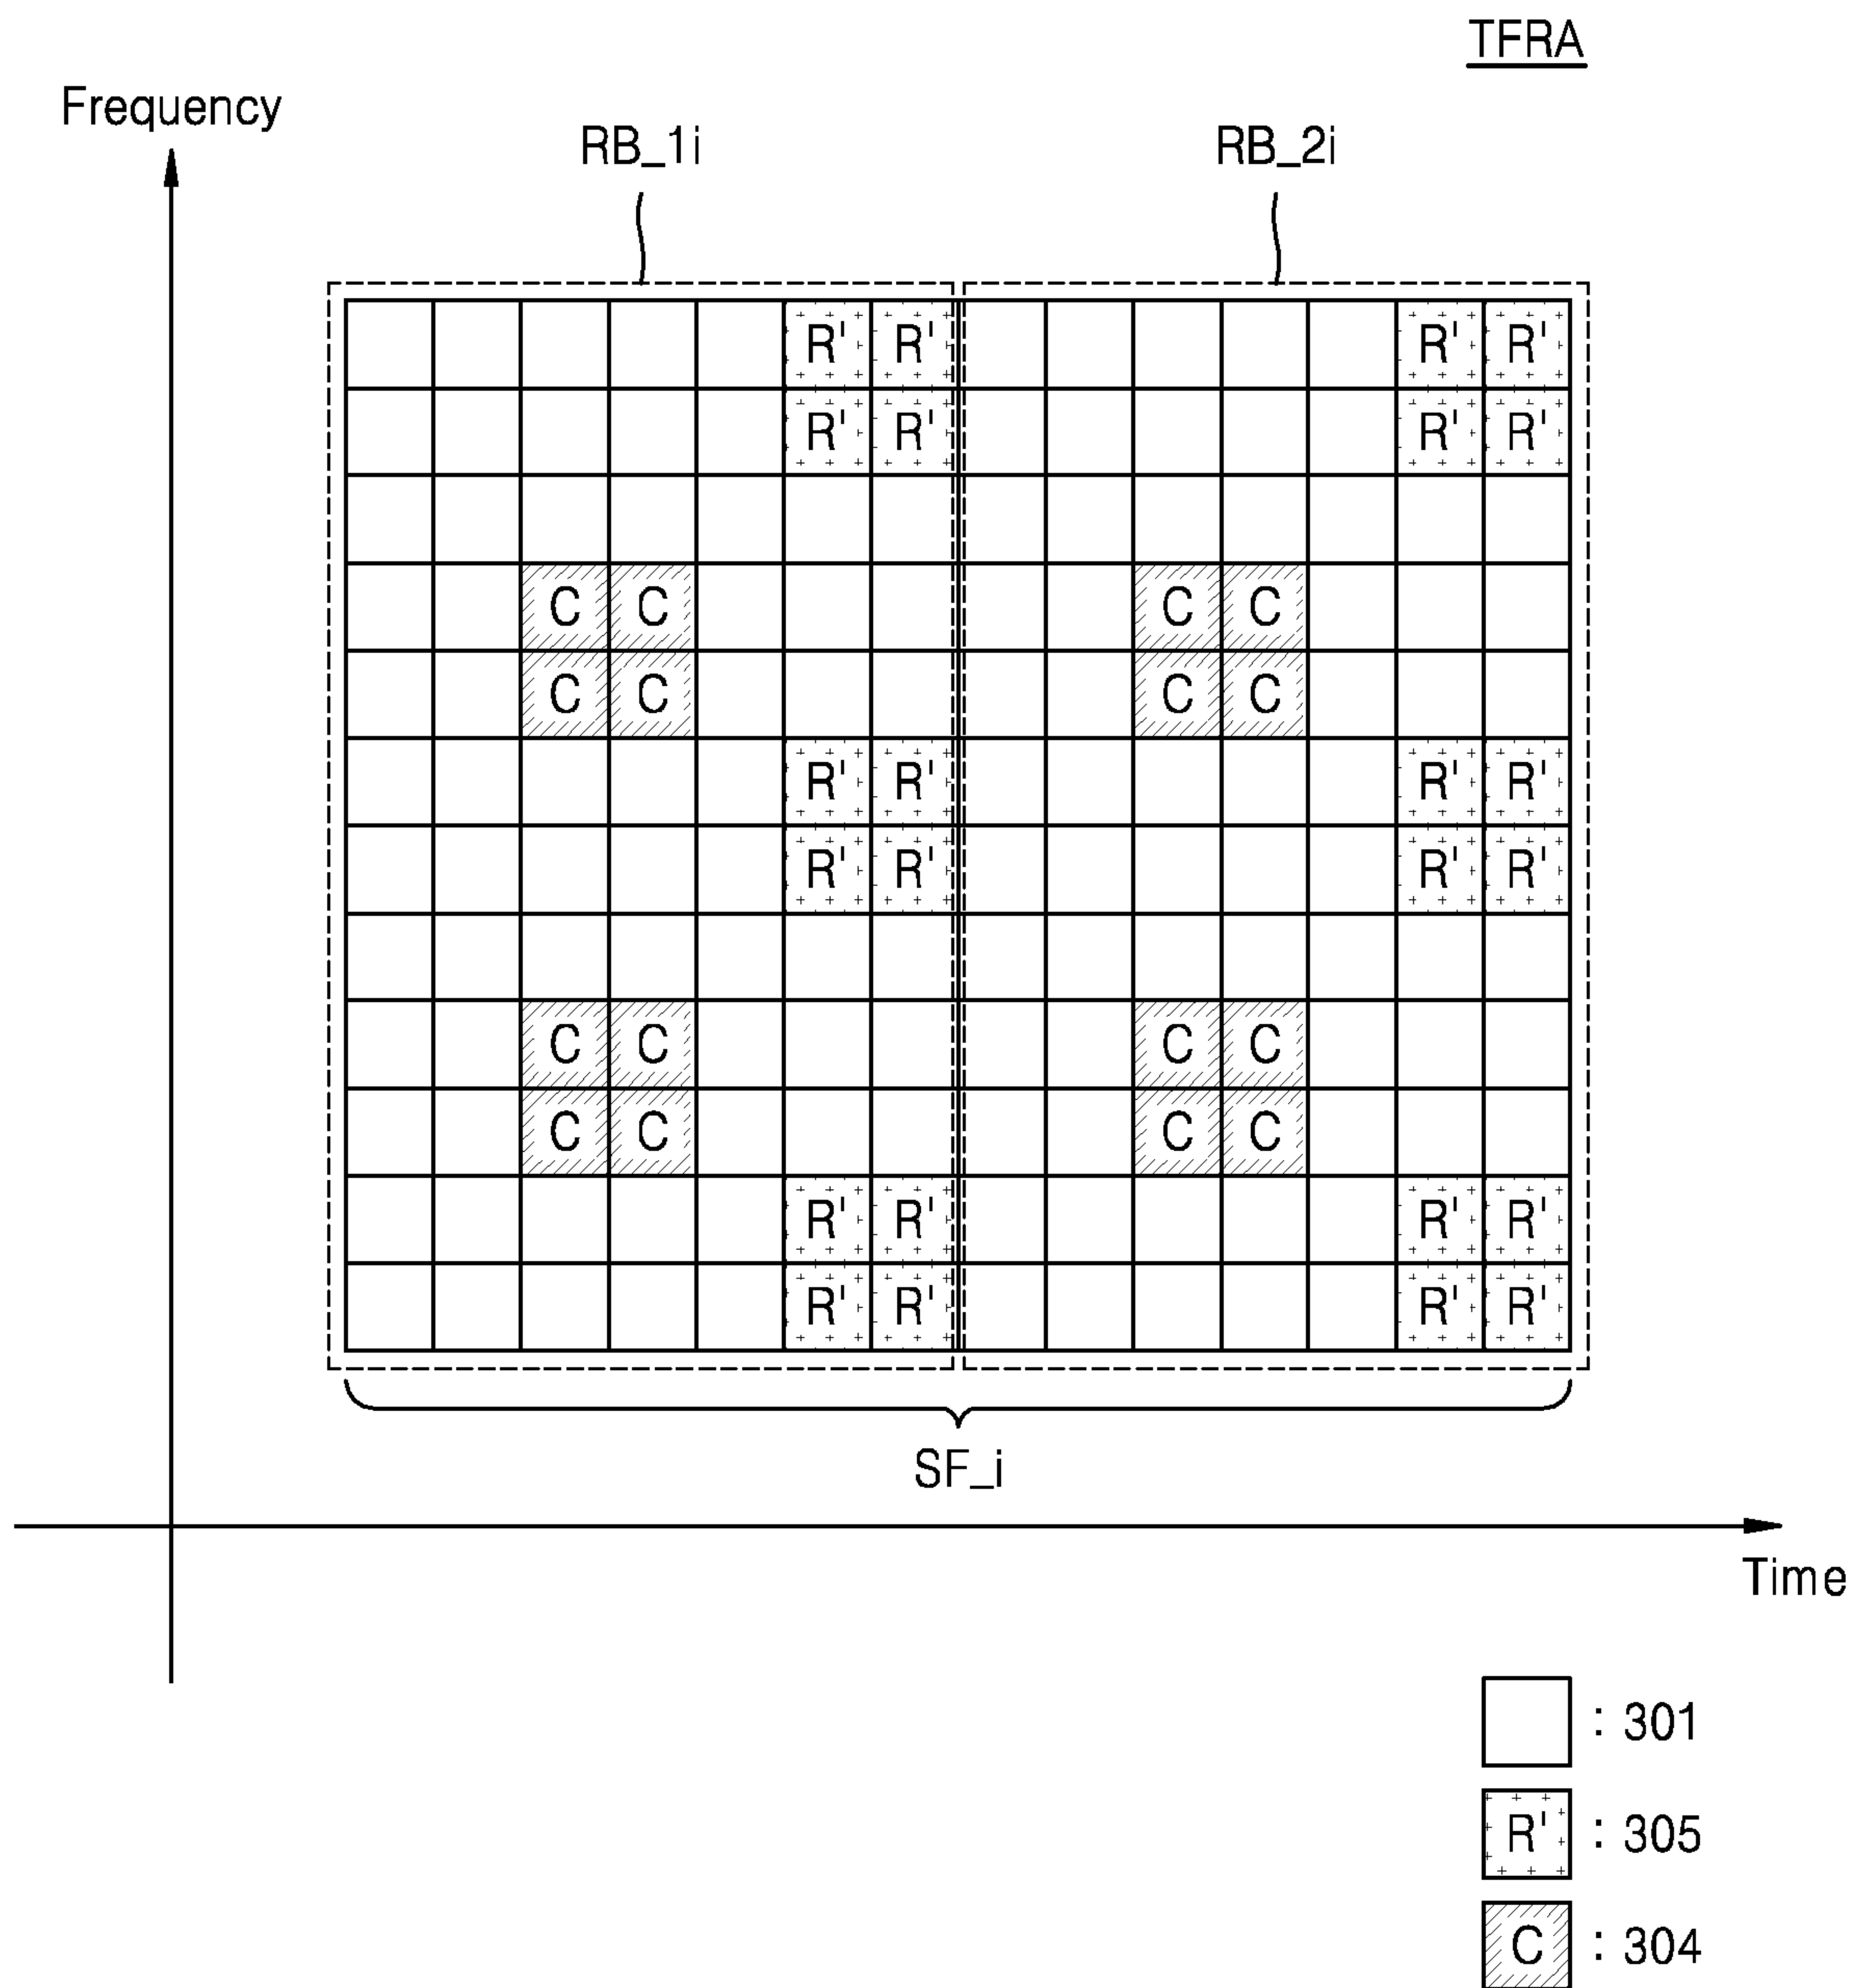 TFRA
Frequency
RB_1i RB_2i
R' R' R' R'
R' R' R' R'
C C C C
C C C C
R' R' R' R'
R' R' R' R'
C C C C
C C C C
R' R' R' R'
R' R' R' R'
SF_i
Time
: 301
R' : 305
C : 304